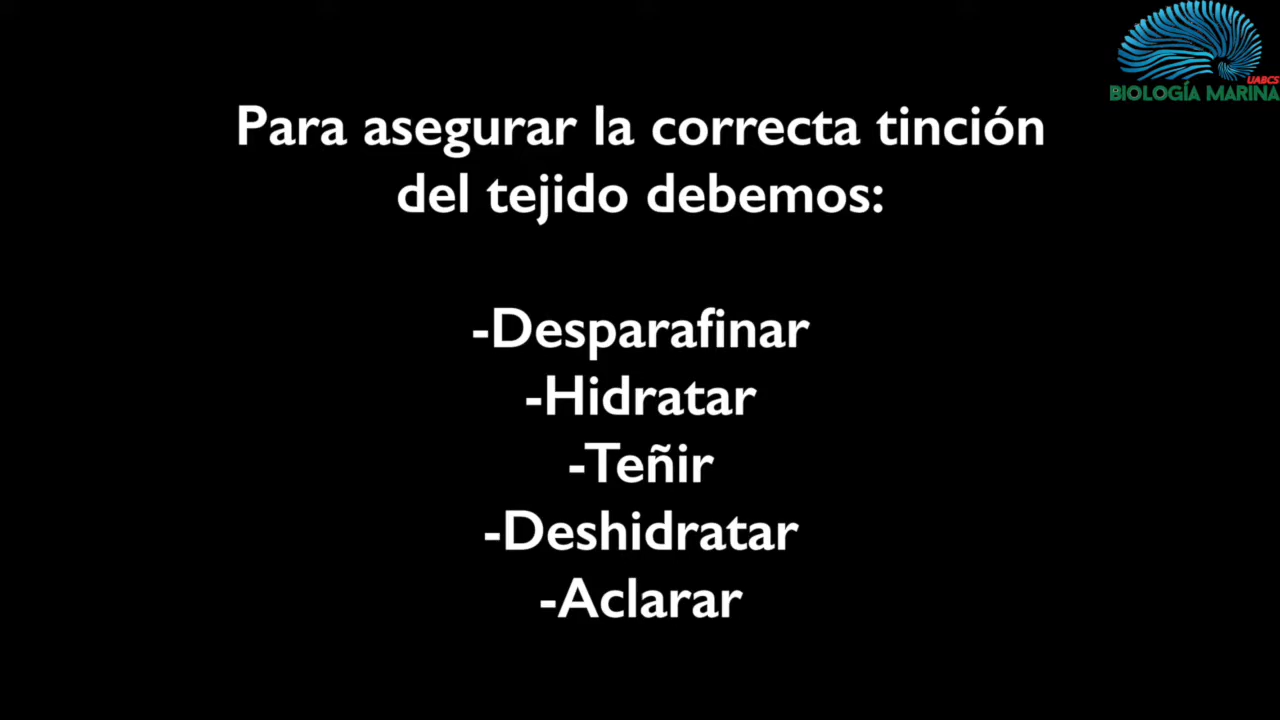 UABCS
BIOLOGÍA MARINA
Para asegurar la correcta tinción
del tejido debemos:
-Desparafinar
-Hidratar
-Teñir
-Deshidratar
-Aclarar